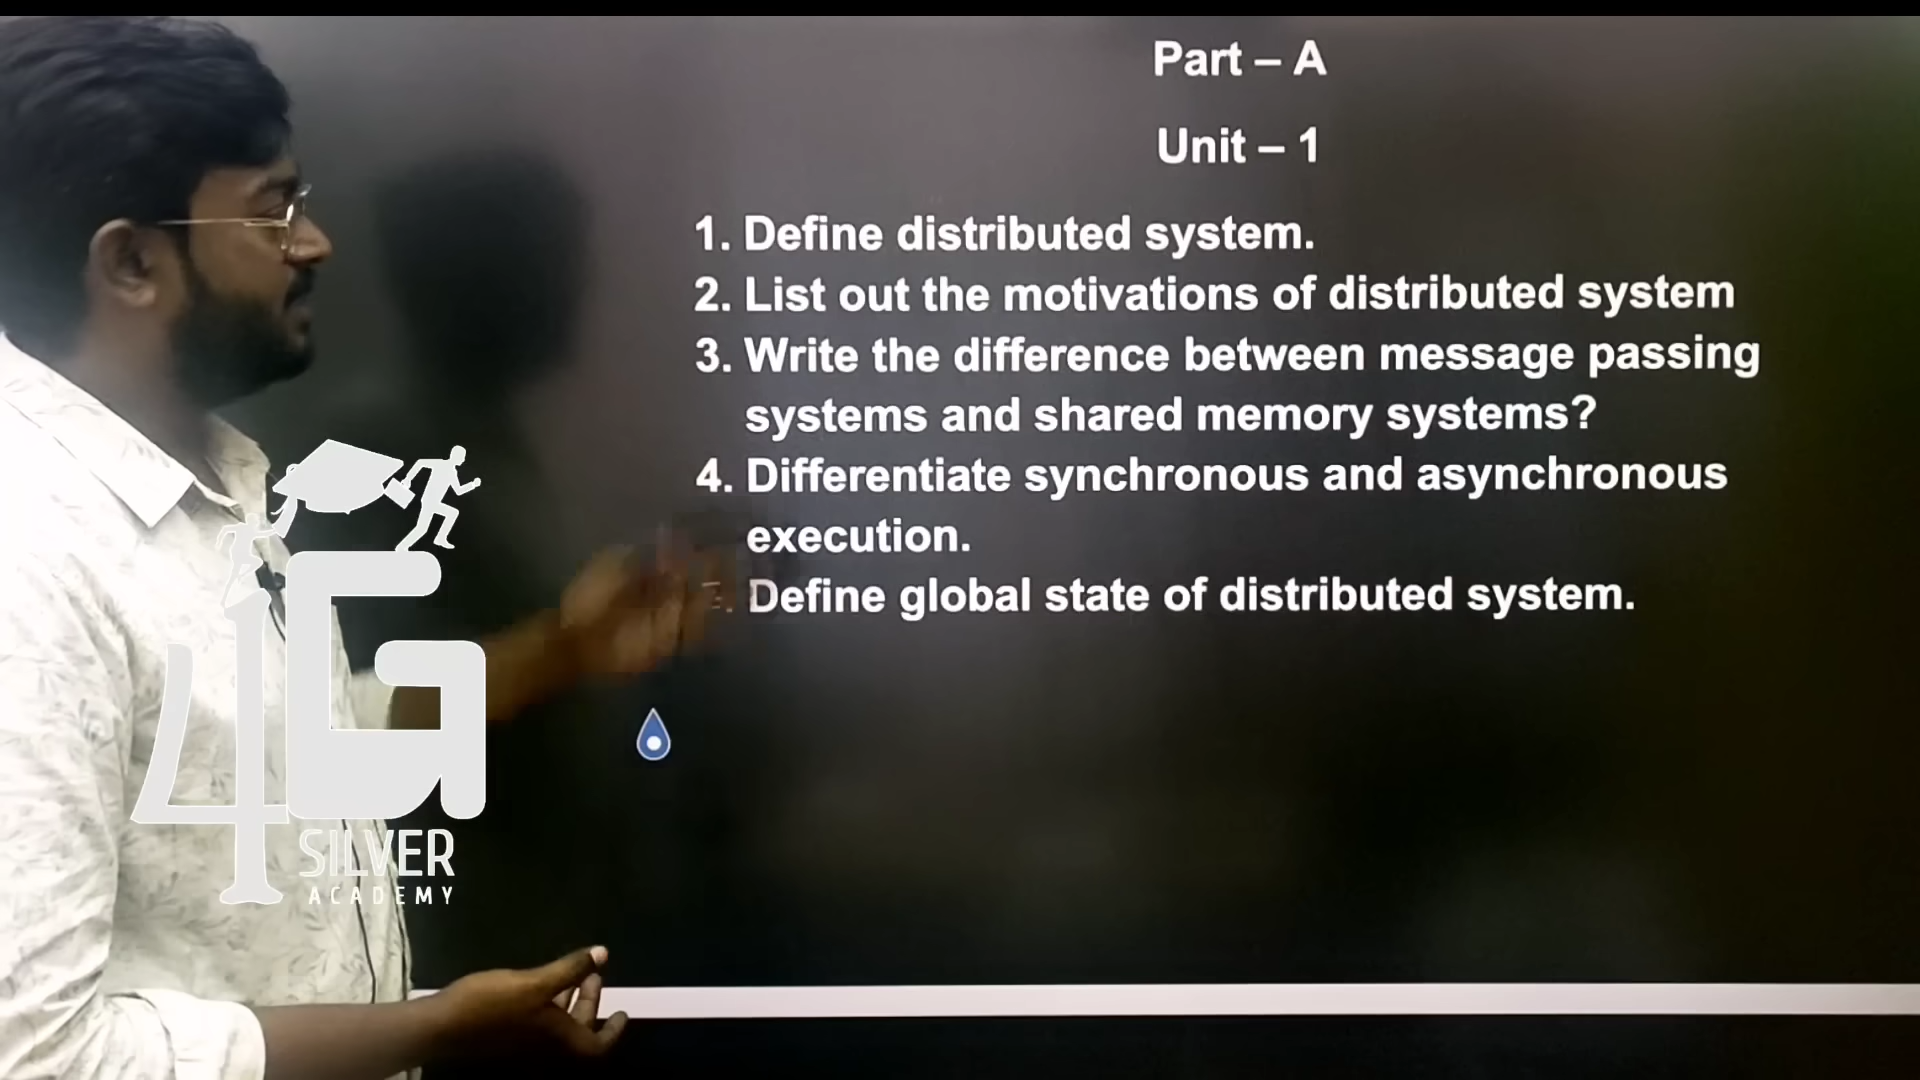 Part – A
Unit – 1
1. Define distributed system.
2. List out the motivations of distributed system
3. Write the difference between message passing
systems and shared memory systems?
4. Differentiate synchronous and asynchronous
execution.
Define global state of distributed system.
4G
SILVER
ACADEMY